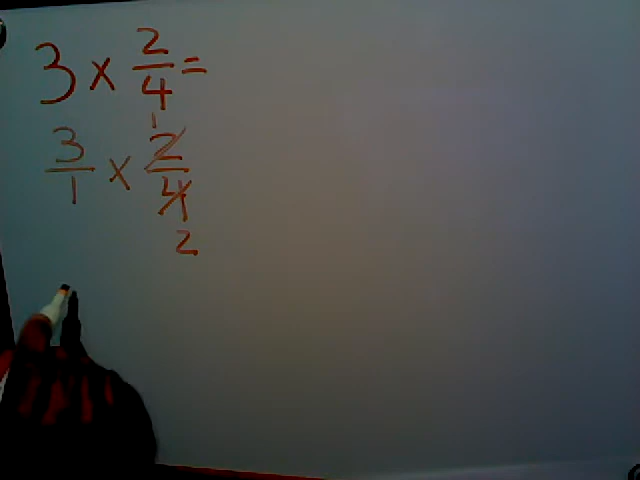 3 × 2/4 =
1
3/1 × 2/4
2